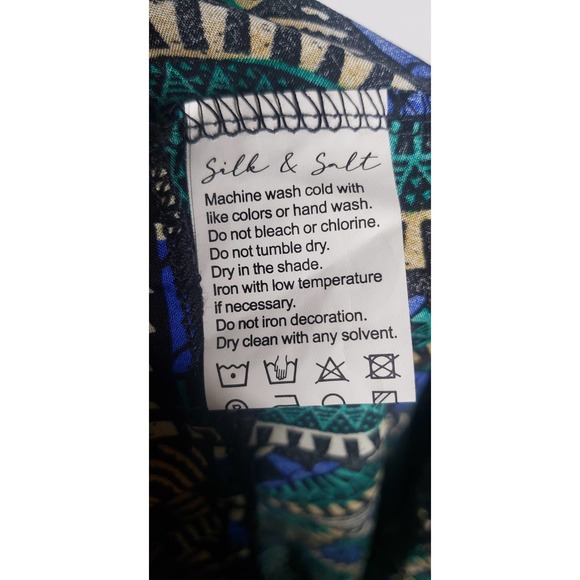 Silk & Salt
Machine wash cold with
like colors or hand wash.
Do not bleach or chlorine.
Do not tumble dry.
Dry in the shade.
Iron with low temperature
if necessary.
Do not iron decoration.
Dry clean with any solvent.